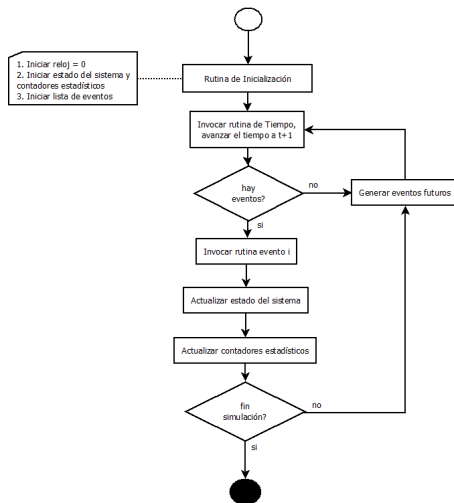 1. Iniciar reloj = 0
2. Iniciar estado del sistema y
contadores estadísticos
3. Iniciar lista de eventos
Rutina de Inicialización
Invocar rutina de Tiempo,
avanzar el tiempo a t+1
hay
eventos?
no
Generar eventos futuros
si
Invocar rutina evento i
Actualizar estado del sistema
Actualizar contadores estadísticos
fin
simulación?
no
si